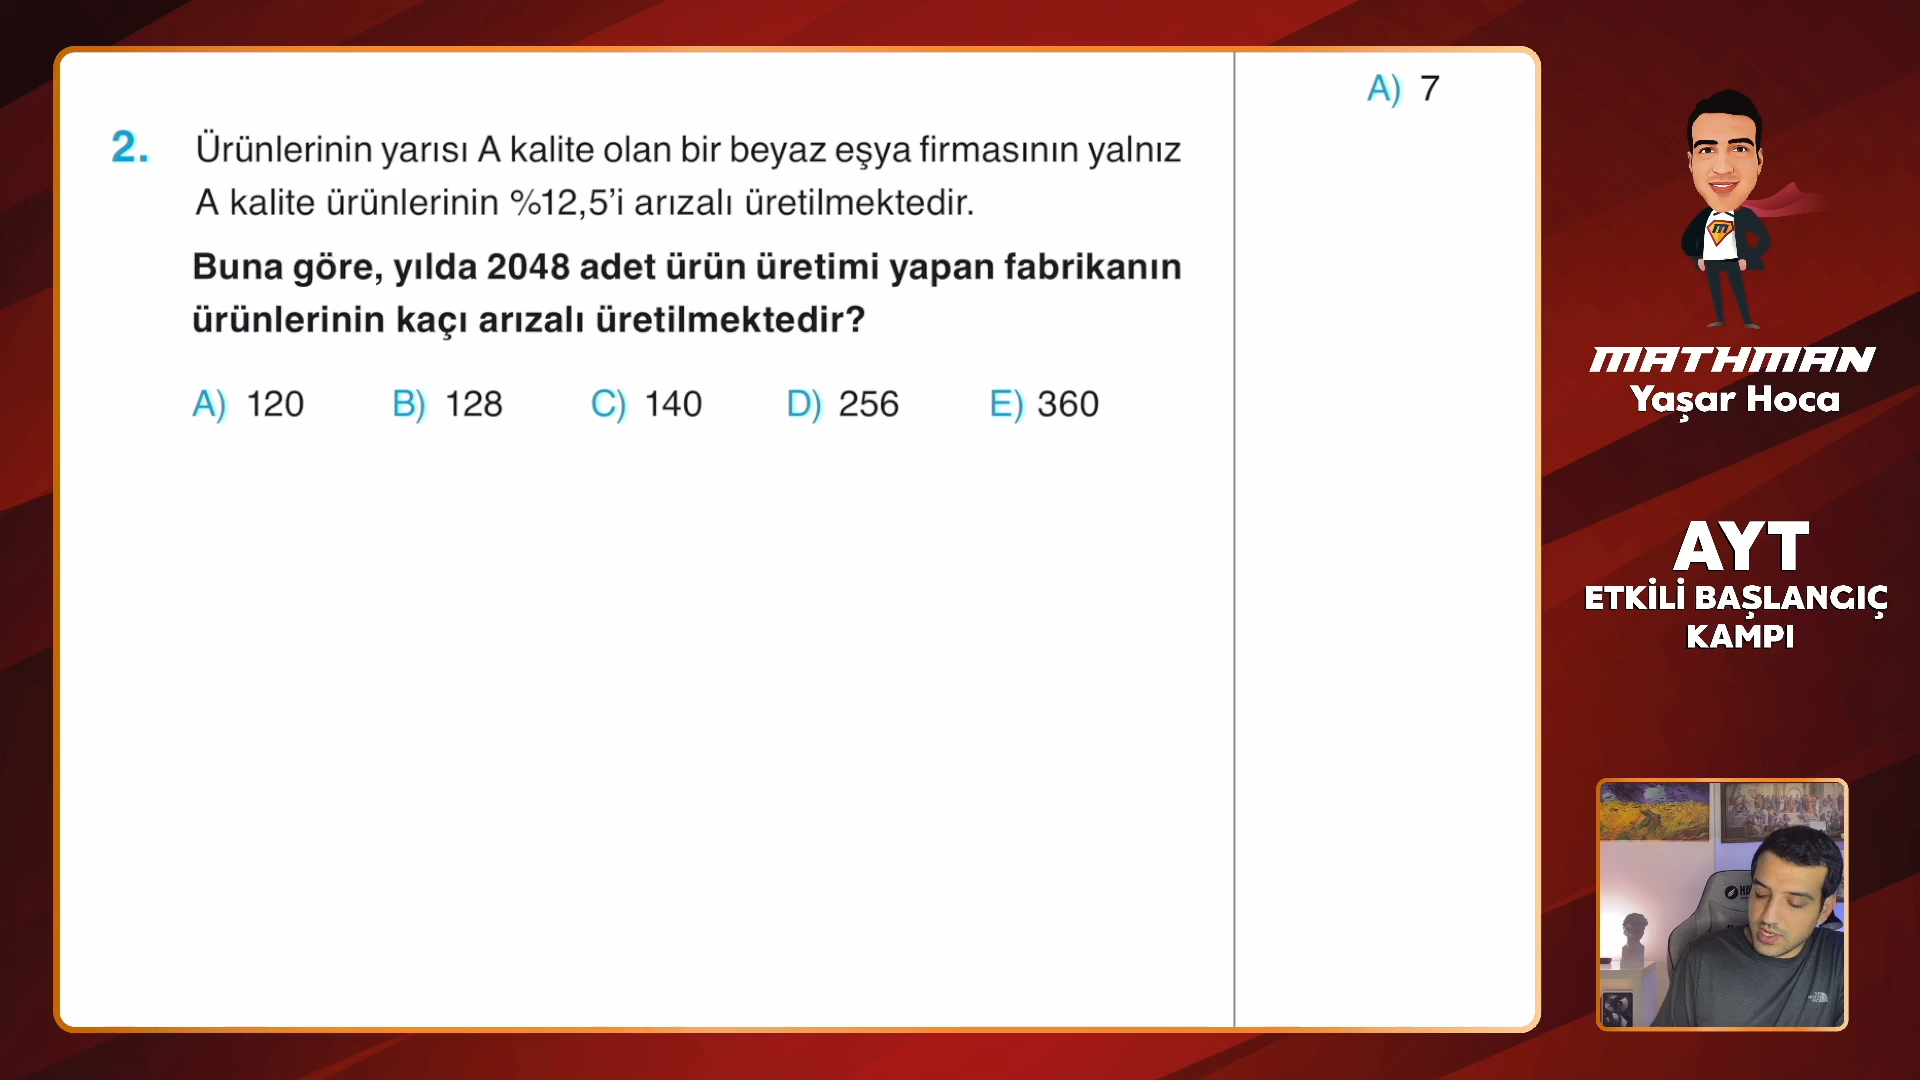 2. Ürünlerinin yarısı A kalite olan bir beyaz eşya firmasının yalnız
A kalite ürünlerinin %12,5’i arızalı üretilmektedir.
Buna göre, yılda 2048 adet ürün üretimi yapan fabrikanın
ürünlerinin kaçı arızalı üretilmektedir?
A) 120 B) 128 C) 140 D) 256 E) 360
A) 7
m
MATHMAN
Yaşar Hoca
AYT
ETKİLİ BAŞLANGIÇ
KAMPI